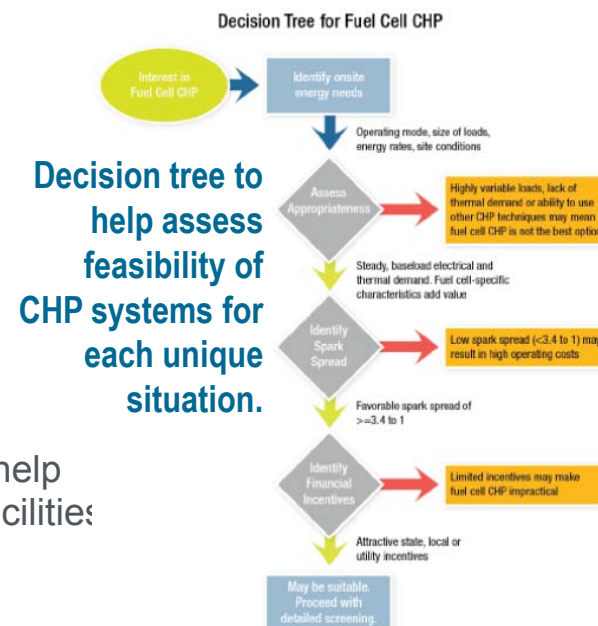 Decision Tree for Fuel Cell CHP
Interest in
Fuel Cell CHP
Identify onsite
energy needs
Operating mode, size of loads,
energy rates, site conditions
Decision tree to
help assess
feasibility of
CHP systems for
each unique
situation.
Assess
Appropriateness
Highly variable loads, lack of
thermal demand or ability to use
other CHP techniques may mean
fuel cell CHP is not the best option
Steady, baseload electrical and
thermal demand. Fuel cell-specific
characteristics add value
Identify
Spark
Spread
Low spark spread (<3.4 to 1) may
result in high operating costs
Favorable spark spread of
>=3.4 to 1
help
cilities
Identify
Financial
Incentives
Limited incentives may make
fuel cell CHP impractical
Attractive state, local or
utility incentives
May be suitable.
Proceed with
detailed screening.